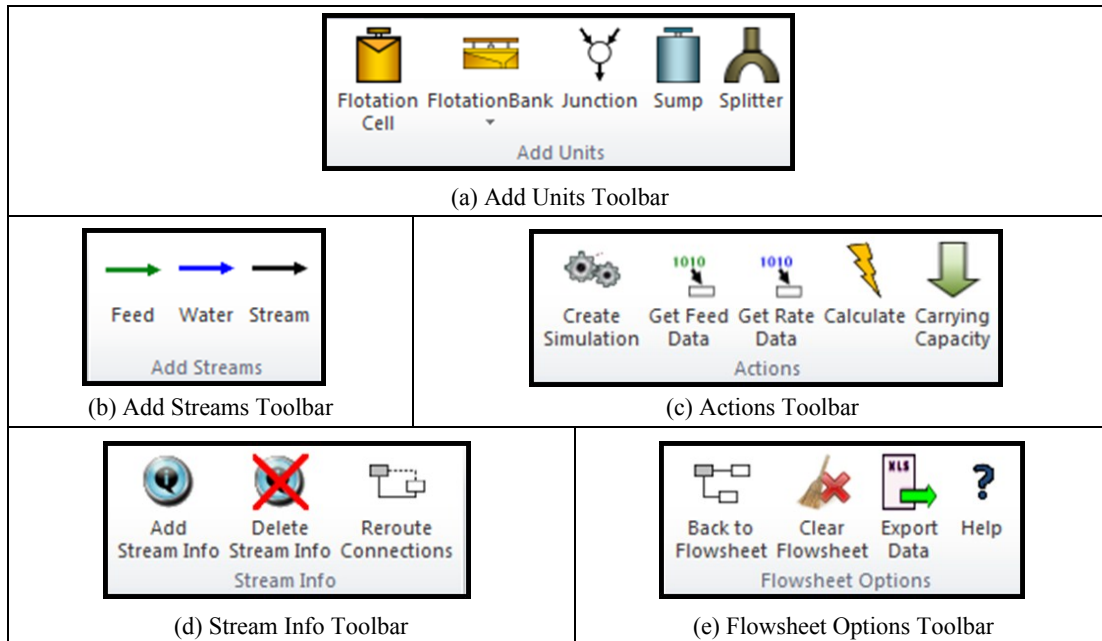 Flotation FlotationBank Junction Sump Splitter
Cell
Add Units
(a) Add Units Toolbar
Feed Water Stream
Add Streams
(b) Add Streams Toolbar
1010 1010
Create Get Feed Get Rate Calculate Carrying
Simulation Data Data Capacity
Actions
(c) Actions Toolbar
Add Delete Reroute
Stream Info Stream Info Connections
Stream Info
(d) Stream Info Toolbar
XLS ?
Back to Clear Export Help
Flowsheet Flowsheet Data
Flowsheet Options
(e) Flowsheet Options Toolbar